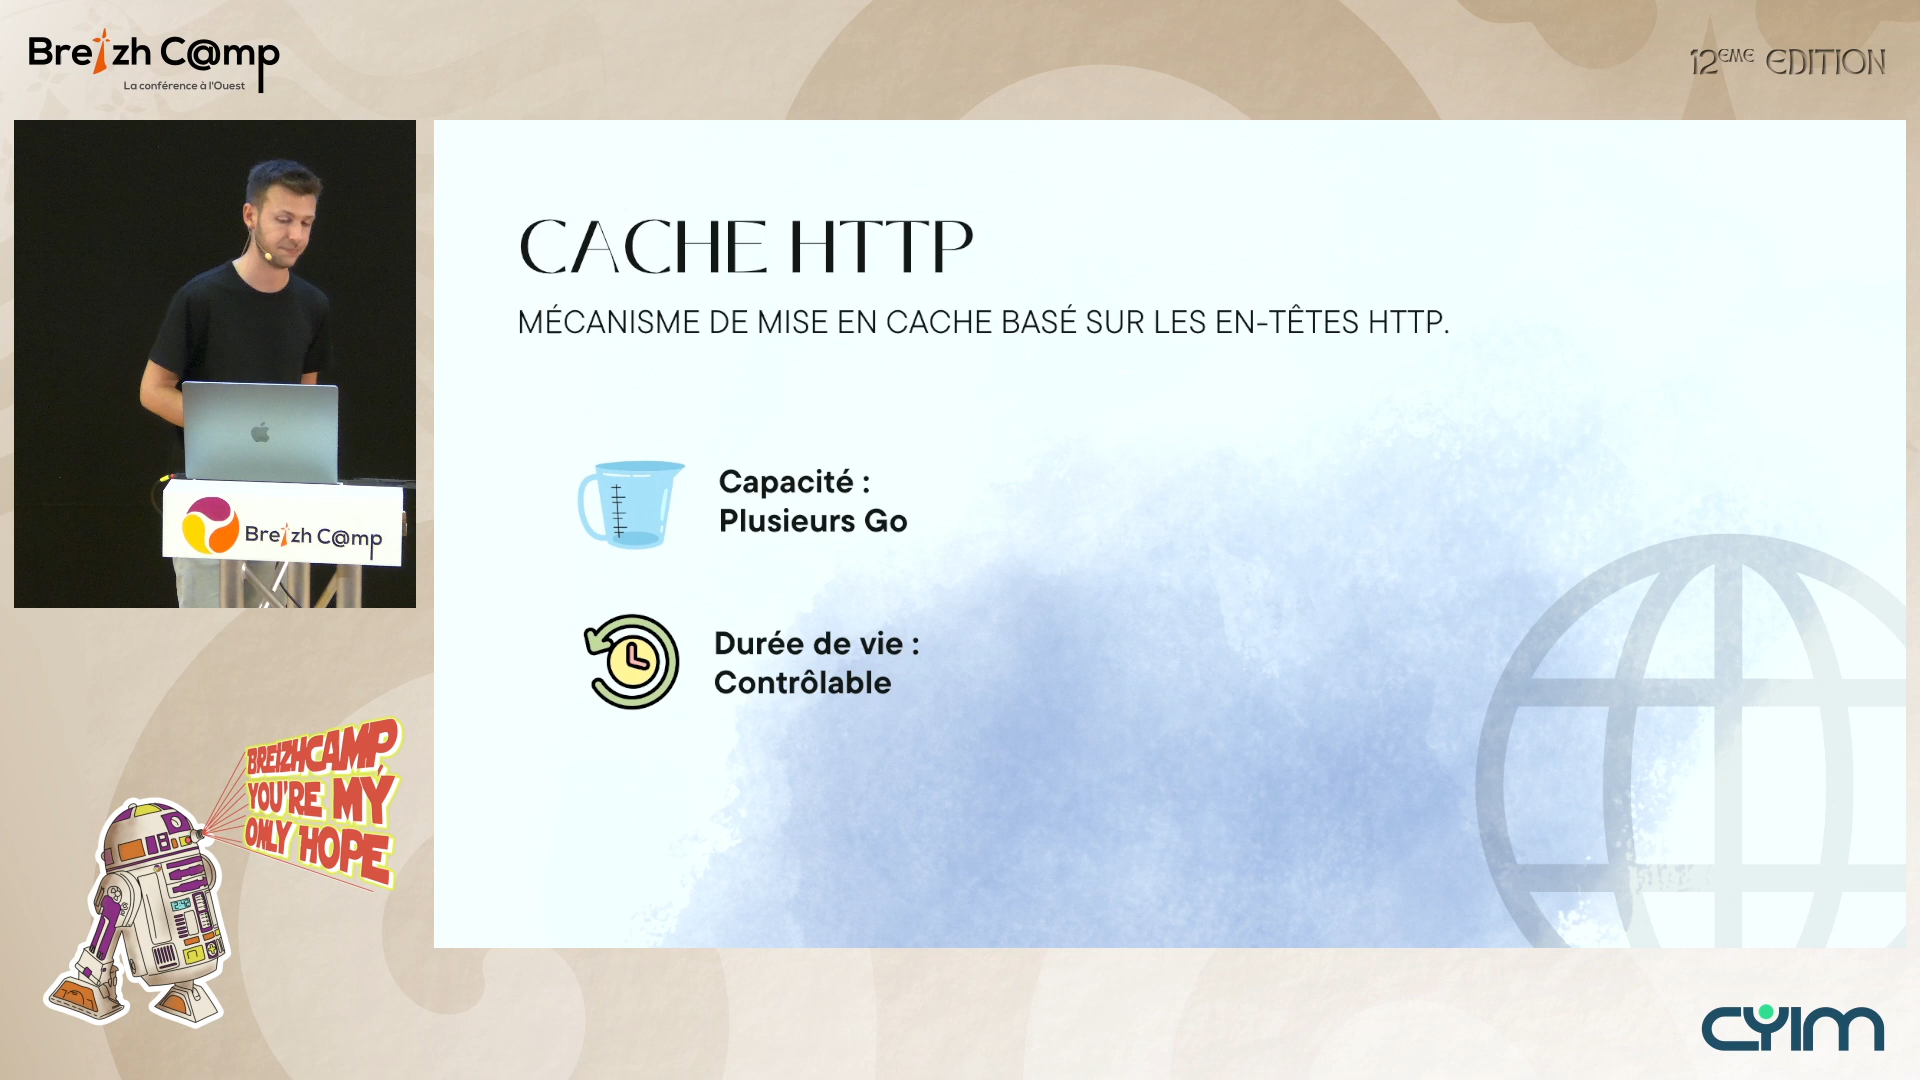 Breizh C@mp
La conférence à l'Ouest
12ÈME EDITION
CACHE HTTP
MÉCANISME DE MISE EN CACHE BASÉ SUR LES EN-TÊTES HTTP.
Capacité :
Plusieurs Go
Durée de vie :
Contrôlable
Breizh C@mp
BREIZHCAMP,
YOU'RE MY
ONLY HOPE
CYIM